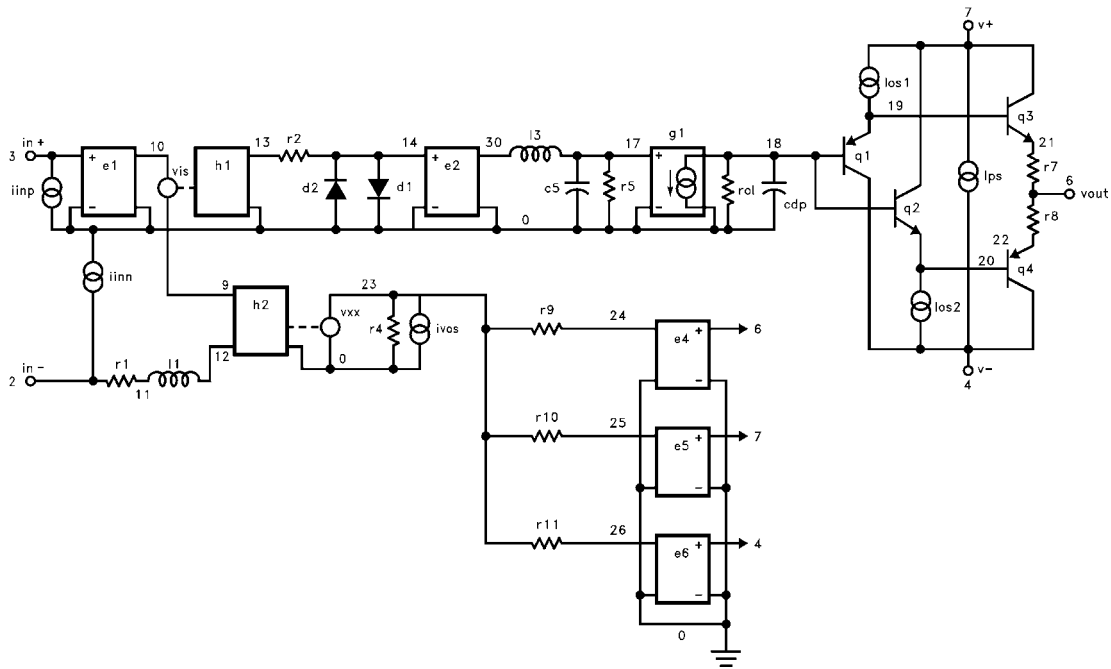 7
v+
Ios1
19
q3
in+
3
e1
10
vis
h1
13
r2
14
e2
30
l3
17
g1
18
q1
21
r7
6
vout
r8
Ips
iinp
+
−
d2
d1
+
−
c5
r5
+
−
rol
cdp
q2
22
20
q4
0
iinn
9
h2
vxx
23
r4
ivos
12
0
Ios2
v−
4
in−
2
r1
11
l1
r9
24
e4
+
6
r10
25
e5
+
−
7
r11
26
e6
+
−
4
0